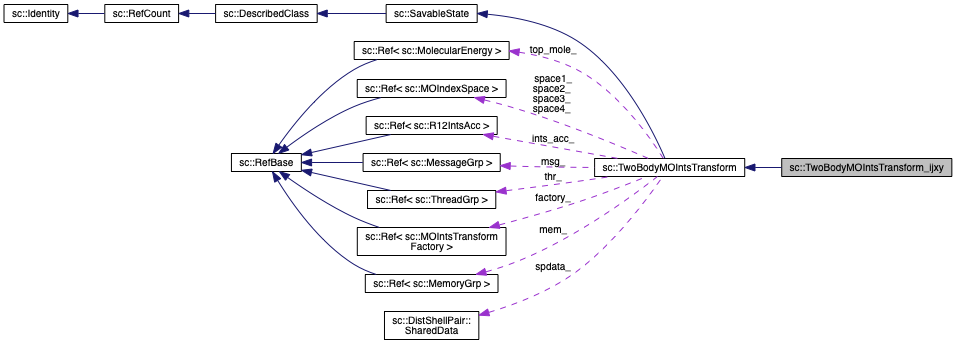 sc::Identity
sc::RefCount
sc::DescribedClass
sc::SavableState
sc::Ref< sc::MolecularEnergy >
top_mole_
sc::Ref< sc::MOIndexSpace >
space1_
space2_
space3_
space4_
sc::Ref< sc::R12IntsAcc >
ints_acc_
sc::RefBase
sc::Ref< sc::MessageGrp >
msg_
sc::TwoBodyMOIntsTransform
sc::TwoBodyMOIntsTransform_ijxy
thr_
sc::Ref< sc::ThreadGrp >
factory_
sc::Ref< sc::MOIntsTransform
Factory >
mem_
sc::Ref< sc::MemoryGrp >
spdata_
sc::DistShellPair::
SharedData